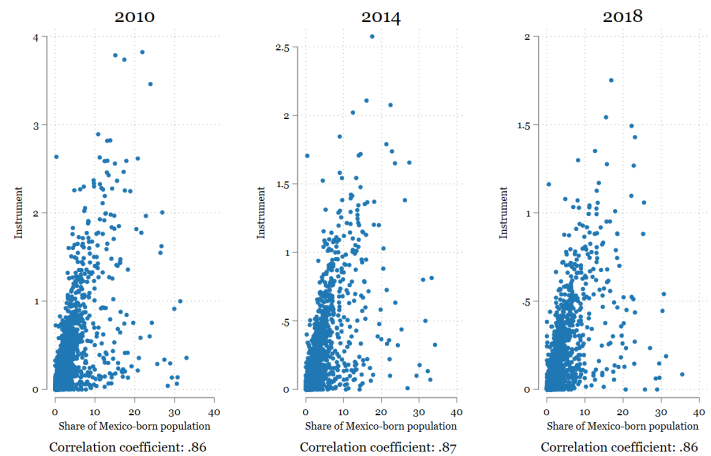 2010
4
3
2
1
0
Instrument
0 10 20 30 40
Share of Mexico-born population
Correlation coefficient: .86
2014
2.5
2
1.5
1
.5
0
Instrument
0 10 20 30 40
Share of Mexico-born population
Correlation coefficient: .87
2018
2
1.5
1
.5
0
Instrument
0 10 20 30 40
Share of Mexico-born population
Correlation coefficient: .86